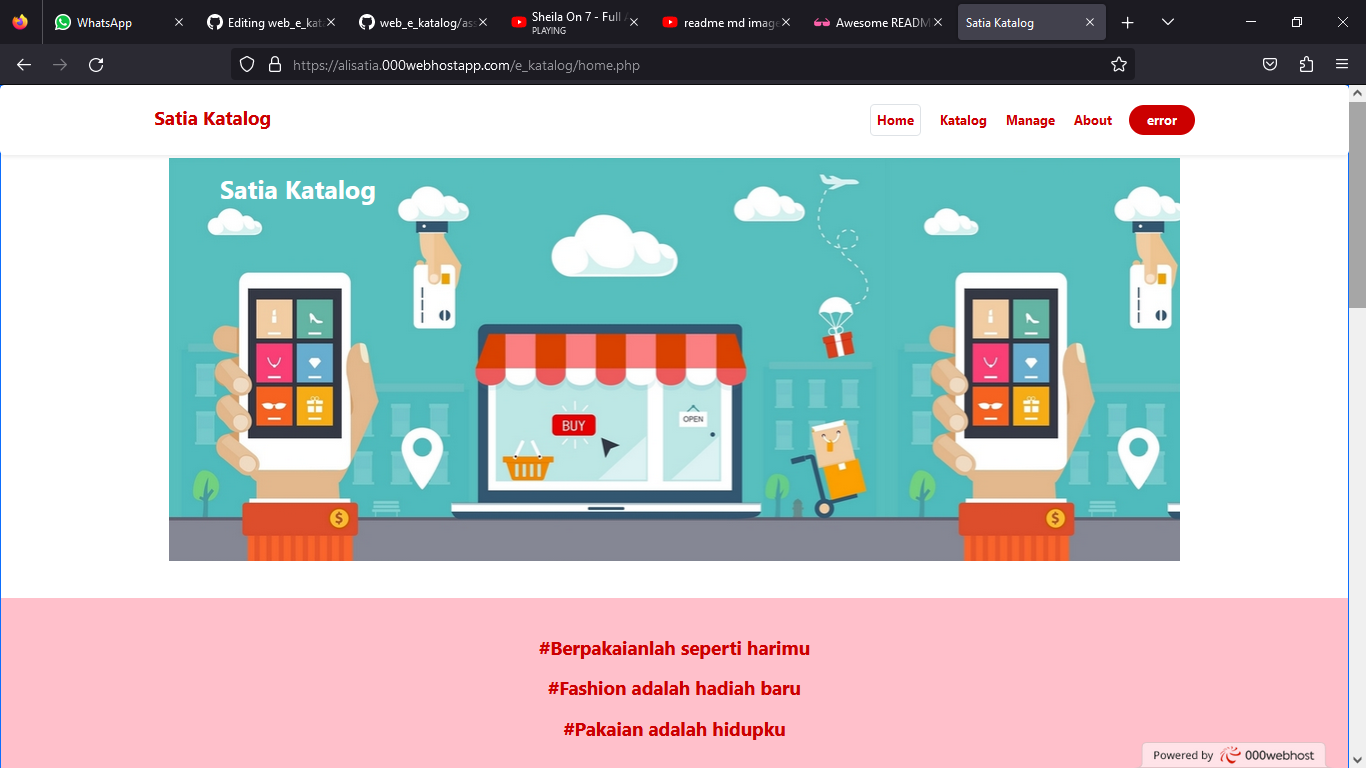 WhatsApp
Editing web_e_kat
web_e_katalog/ass
Sheila On 7 - Full A
PLAYING
readme md image
Awesome README
Satia Katalog
https://alisatia.000webhostapp.com/e_katalog/home.php
Satia Katalog
Home
Katalog
Manage
About
error
Satia Katalog
BUY
OPEN
$
$
#Berpakaianlah seperti harimu
#Fashion adalah hadiah baru
#Pakaian adalah hidupku
Powered by 000webhost